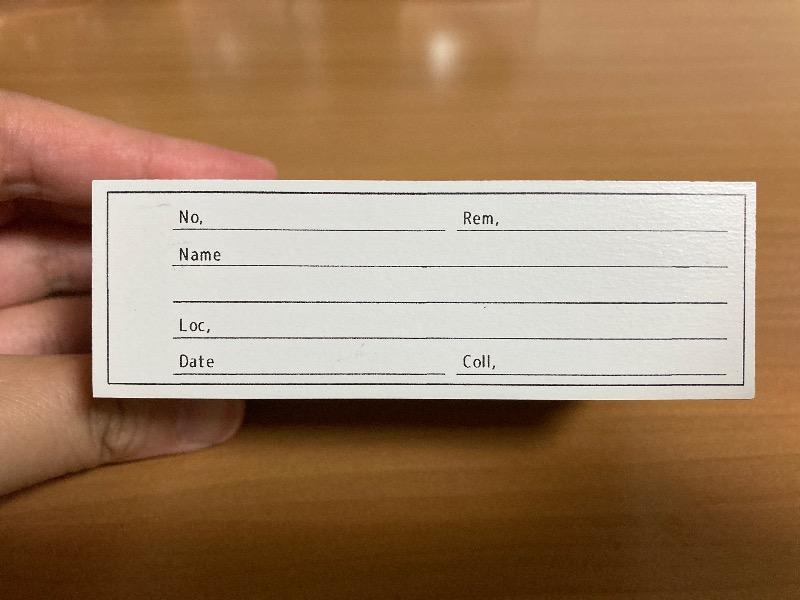 No, Rem,
Name
Loc,
Date Coll,